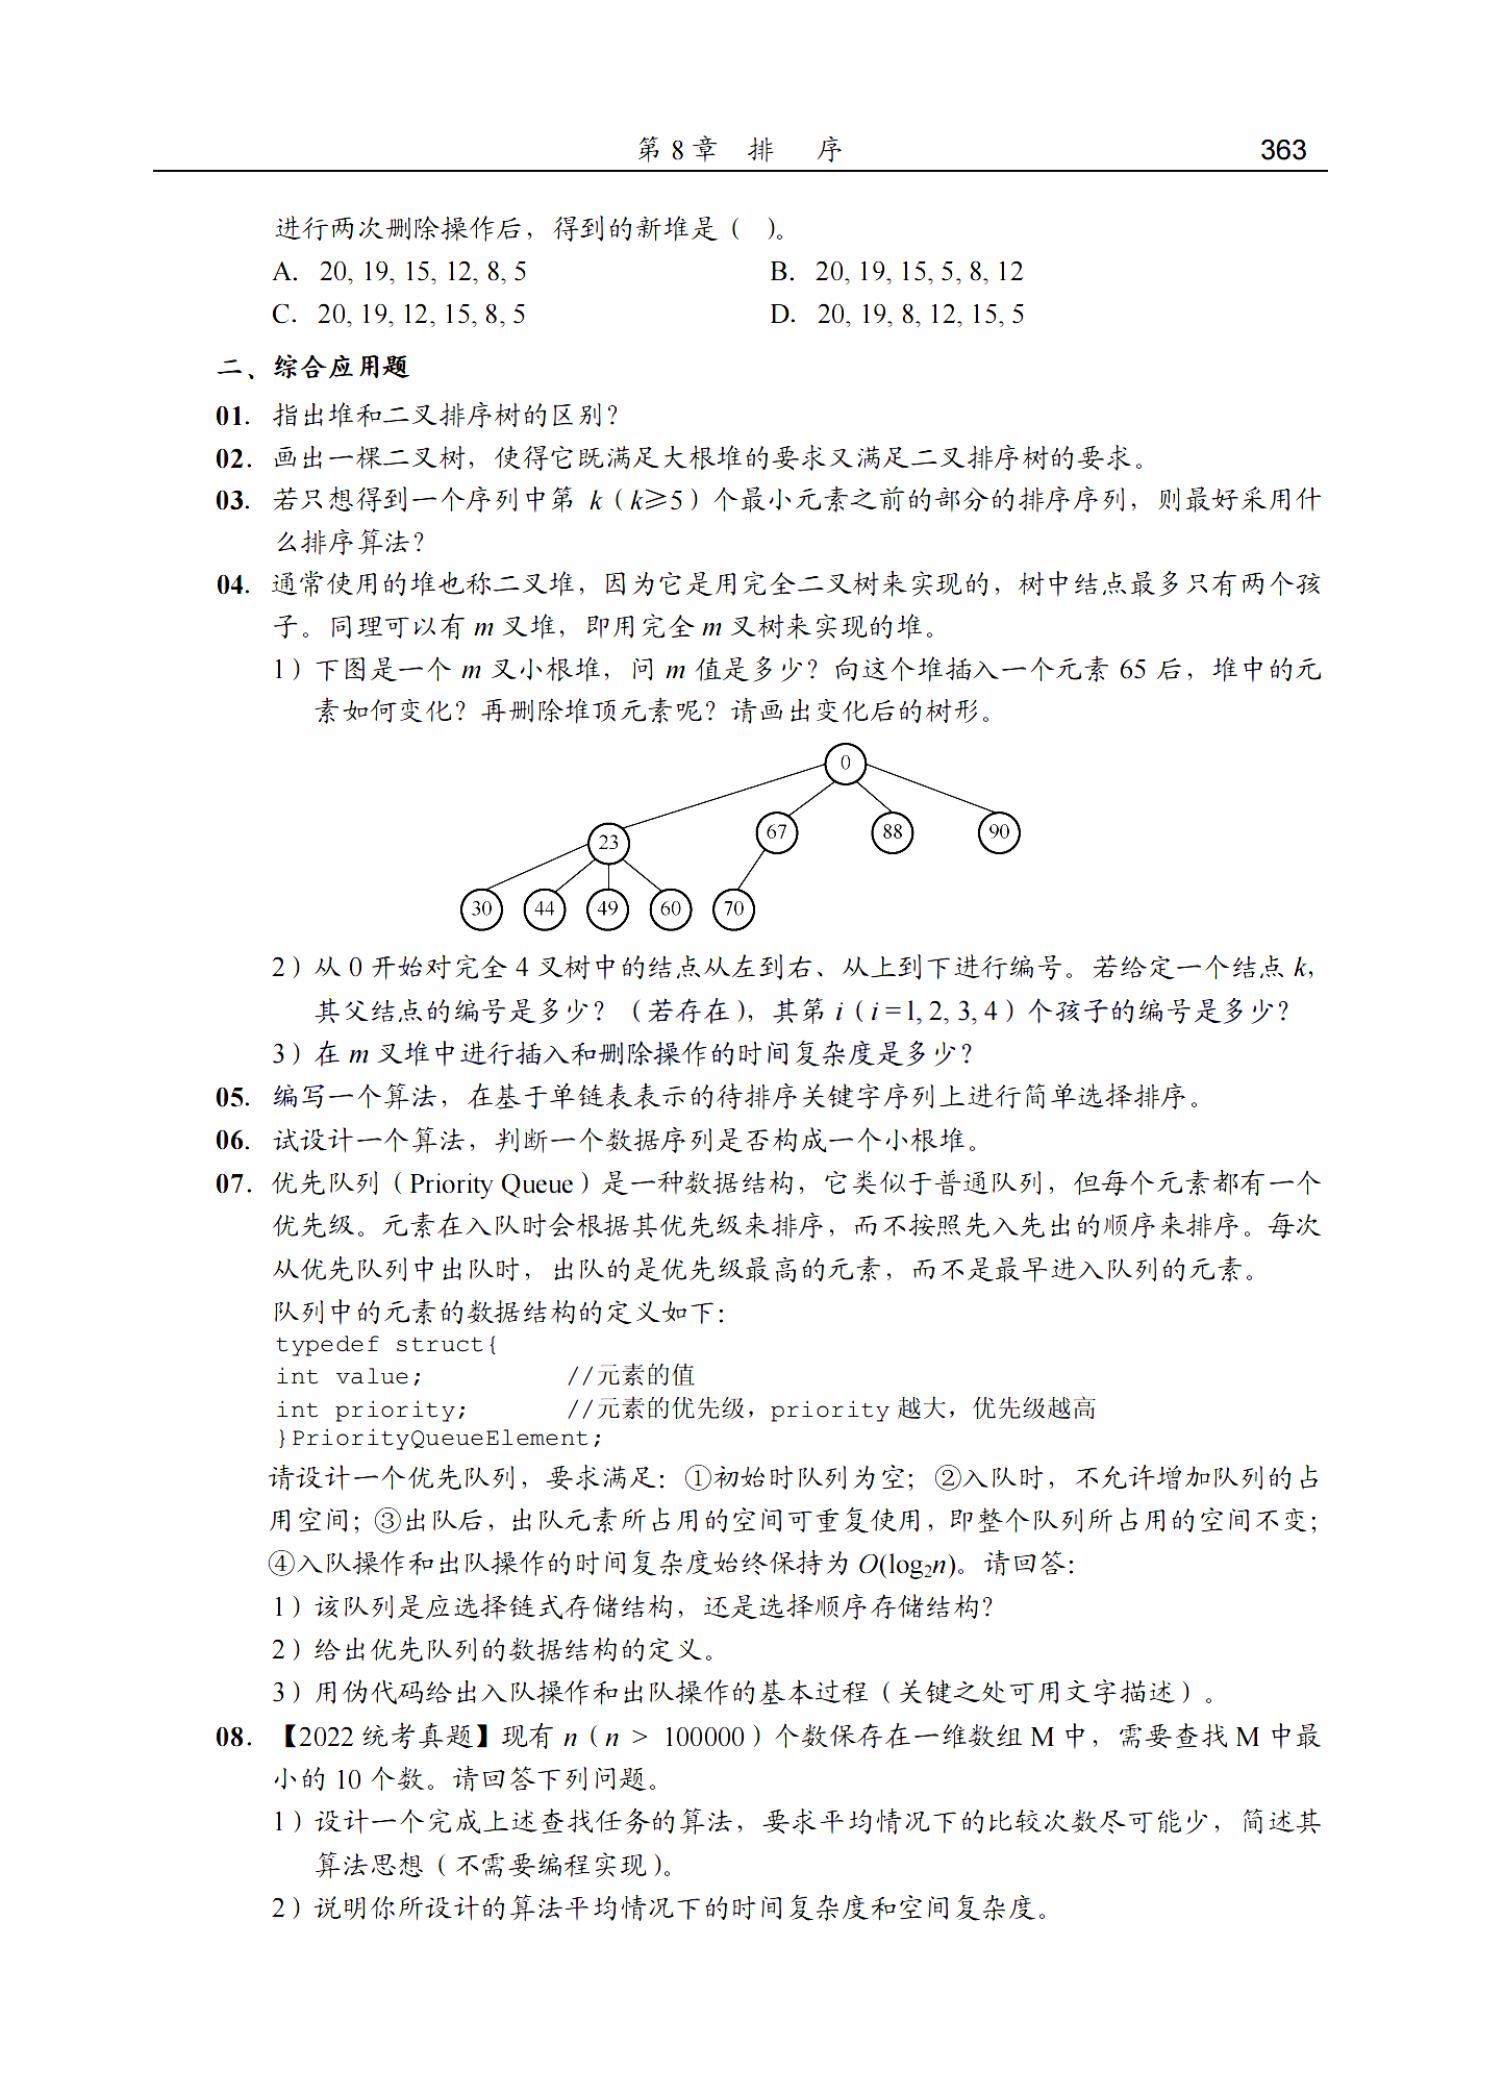 第 8 章 排 序 363
进行两次删除操作后，得到的新堆是（ ）。
A. 20, 19, 15, 12, 8, 5 B. 20, 19, 15, 5, 8, 12
C. 20, 19, 12, 15, 8, 5 D. 20, 19, 8, 12, 15, 5
二、综合应用题
01. 指出堆和二叉排序树的区别？
02. 画出一棵二叉树，使得它既满足大根堆的要求又满足二叉排序树的要求。
03. 若只想得到一个序列中第 k（k≥5）个最小元素之前的部分的排序序列，则最好采用什
么排序算法？
04. 通常使用的堆也称二叉堆，因为它是用完全二叉树来实现的，树中结点最多只有两个孩
子。同理可以有 m 叉堆，即用完全 m 叉树来实现的堆。
1）下图是一个 m 叉小根堆，问 m 值是多少？向这个堆插入一个元素 65 后，堆中的元
素如何变化？再删除堆顶元素呢？请画出变化后的树形。
0
23 67 88 90
30 44 49 60 70
2）从 0 开始对完全 4 叉树中的结点从左到右、从上到下进行编号。若给定一个结点 k，
其父结点的编号是多少？（若存在），其第 i（i = 1, 2, 3, 4）个孩子的编号是多少？
3）在 m 叉堆中进行插入和删除操作的时间复杂度是多少？
05. 编写一个算法，在基于单链表表示的待排序关键字序列上进行简单选择排序。
06. 试设计一个算法，判断一个数据序列是否构成一个小根堆。
07. 优先队列（Priority Queue）是一种数据结构，它类似于普通队列，但每个元素都有一个
优先级。元素在入队时会根据其优先级来排序，而不按照先入先出的顺序来排序。每次
从优先队列中出队时，出队的是优先级最高的元素，而不是最早进入队列的元素。
队列中的元素的数据结构的定义如下：
typedef struct{
int value; //元素的值
int priority; //元素的优先级，priority 越大，优先级越高
}PriorityQueueElement;
请设计一个优先队列，要求满足：①初始时队列为空；②入队时，不允许增加队列的占
用空间；③出队后，出队元素所占用的空间可重复使用，即整个队列所占用的空间不变；
④入队操作和出队操作的时间复杂度始终保持为 O(log₂n)。请回答：
1）该队列是应选择链式存储结构，还是选择顺序存储结构？
2）给出优先队列的数据结构的定义。
3）用伪代码给出入队操作和出队操作的基本过程（关键之处可用文字描述）。
08. 【2022 统考真题】现有 n（n > 100000）个数保存在一维数组 M 中，需要查找 M 中最
小的 10 个数。请回答下列问题。
1）设计一个完成上述查找任务的算法，要求平均情况下的比较次数尽可能少，简述其
算法思想（不需要编程实现）。
2）说明你所设计的算法平均情况下的时间复杂度和空间复杂度。